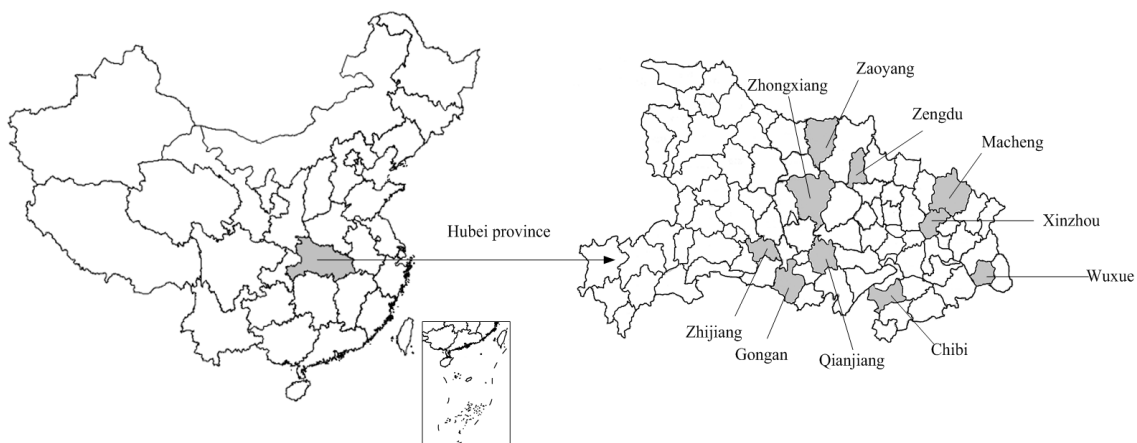 Zaoyang
Zhongxiang
Zengdu
Macheng
Xinzhou
Hubei province
Wuxue
Zhijiang
Gongan
Qianjiang
Chibi